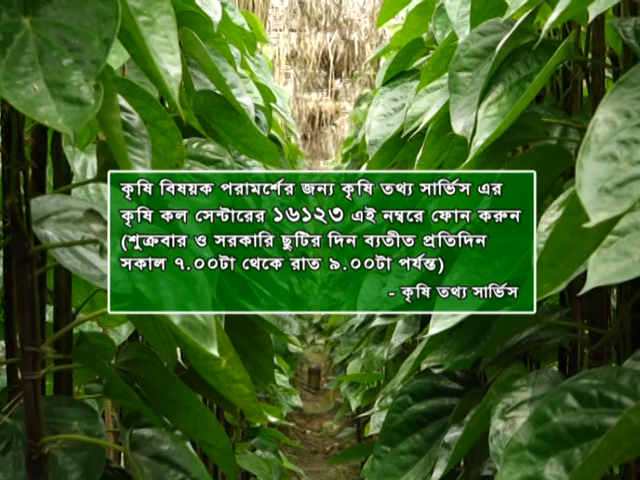 কৃষি বিষয়ক পরামর্শের জন্য কৃষি তথ্য সার্ভিস এর
কৃষি কল সেন্টারের ১৬১২৩ এই নম্বরে ফোন করুন
(শুক্রবার ও সরকারি ছুটির দিন ব্যতীত প্রতিদিন
সকাল ৭.০০টা থেকে রাত ৯.০০টা পর্যন্ত)
- কৃষি তথ্য সার্ভিস